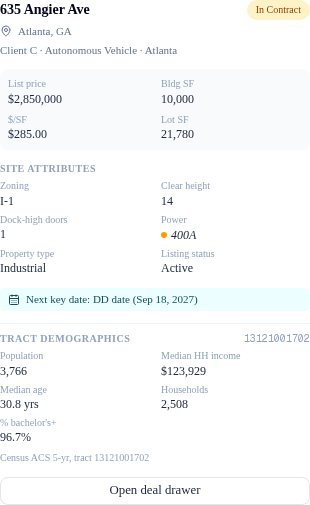 635 Angier Ave
In Contract
Atlanta, GA
Client C · Autonomous Vehicle · Atlanta
List price
Bldg SF
$2,850,000
10,000
$/SF
Lot SF
$285.00
21,780
SITE ATTRIBUTES
Zoning
Clear height
I-1
14
Dock-high doors
Power
1
400A
Property type
Listing status
Industrial
Active
Next key date: DD date (Sep 18, 2027)
TRACT DEMOGRAPHICS
13121001702
Population
Median HH income
3,766
$123,929
Median age
Households
30.8 yrs
2,508
% bachelor's+
96.7%
Census ACS 5-yr, tract 13121001702
Open deal drawer